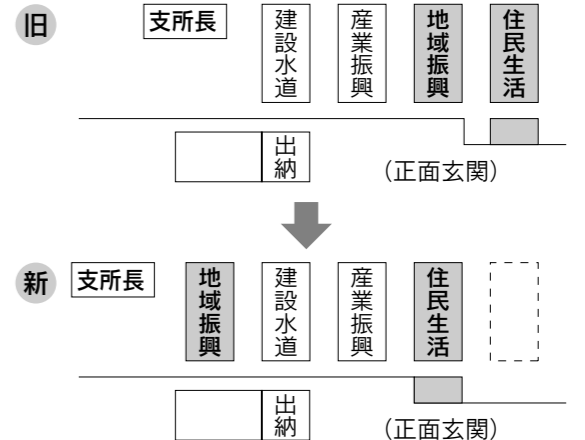 旧
支所長
建設水道
産業振興
地域振興
住民生活
出納
（正面玄関）
新
支所長
地域振興
建設水道
産業振興
住民生活
出納
（正面玄関）